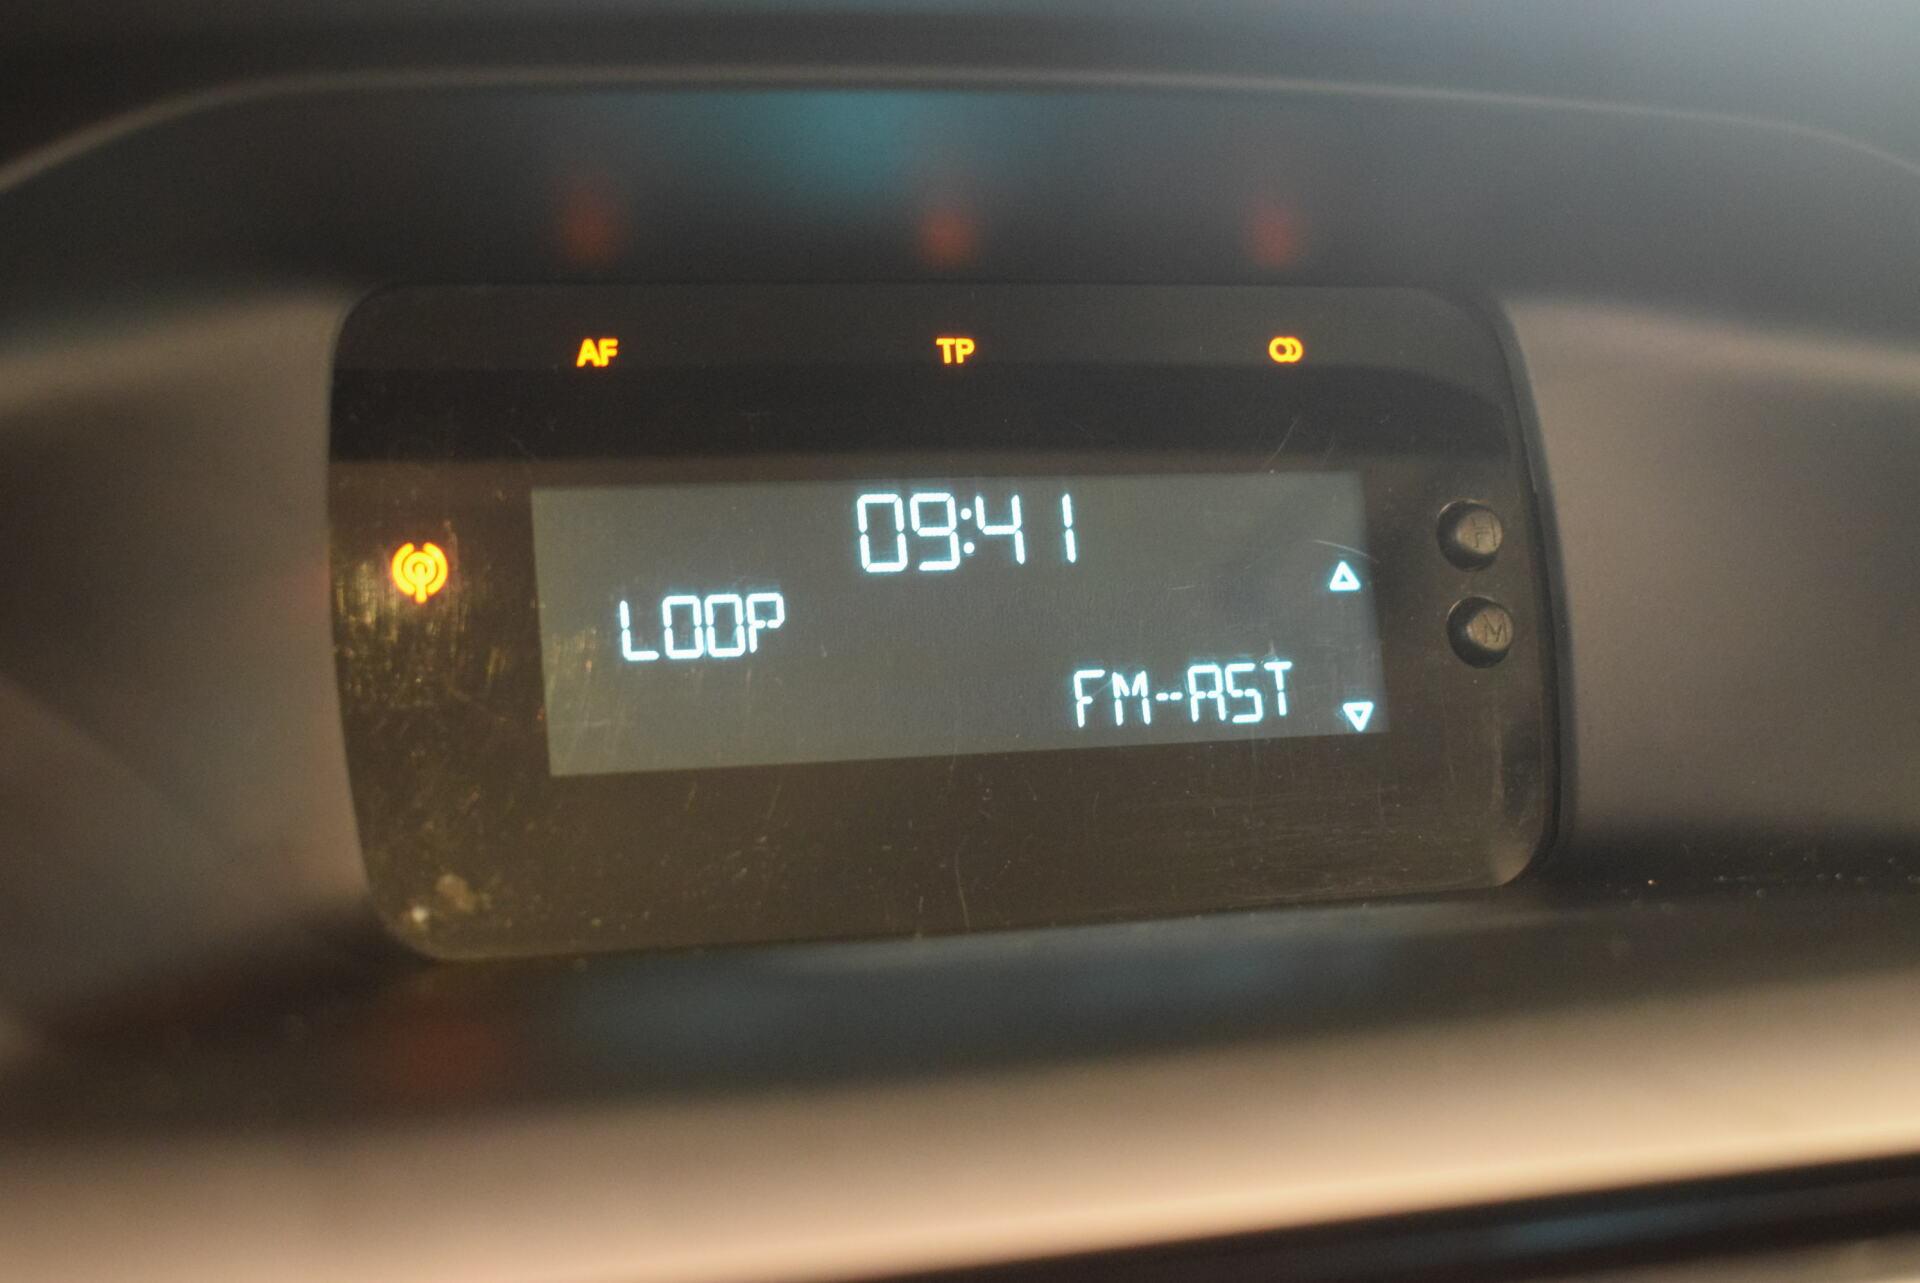 AF TP
09:41
H
LOOP
M
FM-AST